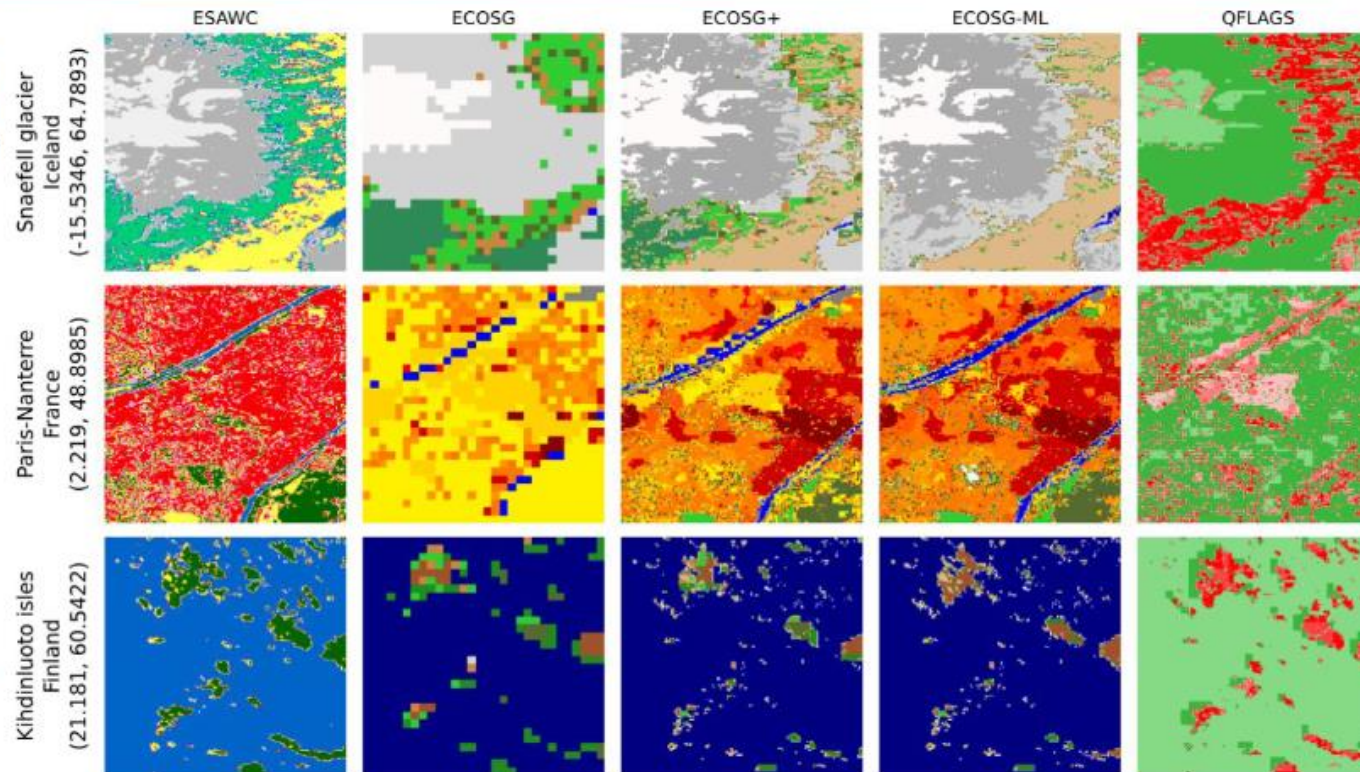 ESAWC
ECOSG
ECOSG+
ECOSG-ML
QFLAGS
Snaefell glacier
Iceland
(-15.5346, 64.7893)
Paris-Nanterre
France
(2.219, 48.8985)
Kihdinluoto isles
Finland
(21.181, 60.5422)